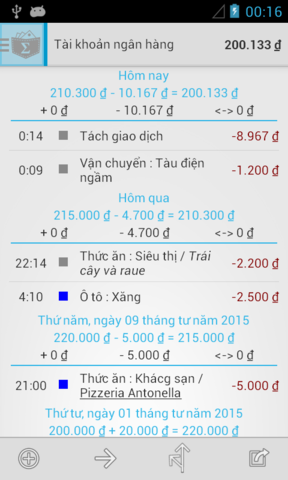 00:16
Σ
Tài khoản ngân hàng 200.133 ₫
Hôm nay
210.300 ₫ - 10.167 ₫ = 200.133 ₫
+ 0 ₫ - 10.167 ₫ <-> 0 ₫
0:14 Tách giao dịch -8.967 ₫
0:09 Vận chuyển : Tàu điện ngầm -1.200 ₫
Hôm qua
215.000 ₫ - 4.700 ₫ = 210.300 ₫
+ 0 ₫ - 4.700 ₫ <-> 0 ₫
22:14 Thức ăn : Siêu thị / Trái cây và raue -2.200 ₫
4:10 Ô tô : Xăng -2.500 ₫
Thứ năm, ngày 09 tháng tư năm 2015
220.000 ₫ - 5.000 ₫ = 215.000 ₫
+ 0 ₫ - 5.000 ₫ <-> 0 ₫
21:00 Thức ăn : Khácg sạn / Pizzeria Antonella -5.000 ₫
Thứ tư, ngày 01 tháng tư năm 2015
200.000 ₫ + 20.000 ₫ = 220.000 ₫